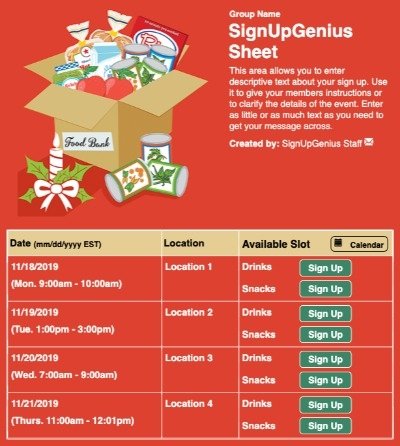 Group Name
SignUpGenius
Sheet
This area allows you to enter
descriptive text about your sign up. Use
it to give your members instructions or
to clarify the details of the event. Enter
as little or as much text as you need to
get your message across.
Created by: SignUpGenius Staff
Food Bank
Date (mm/dd/yyyy EST) Location Available Slot Calendar
11/18/2019 Location 1 Drinks Sign Up
(Mon. 9:00am - 10:00am) Snacks Sign Up
11/19/2019 Location 2 Drinks Sign Up
(Tue. 1:00pm - 3:00pm) Snacks Sign Up
11/20/2019 Location 3 Drinks Sign Up
(Wed. 7:00am - 9:00am) Snacks Sign Up
11/21/2019 Location 4 Drinks Sign Up
(Thurs. 11:00am - 12:01pm) Snacks Sign Up